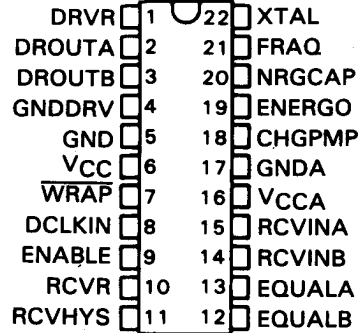 DRVR 1 22 XTAL
DROUTA 2 21 FRAQ
DROUTB 3 20 NRGCAP
GNDDRV 4 19 ENERGO
GND 5 18 CHGPMP
VCC 6 17 GNDA
WRAP 7 16 VCCA
DCLKIN 8 15 RCVINA
ENABLE 9 14 RCVINB
RCVR 10 13 EQUALA
RCVHYS 11 12 EQUALB